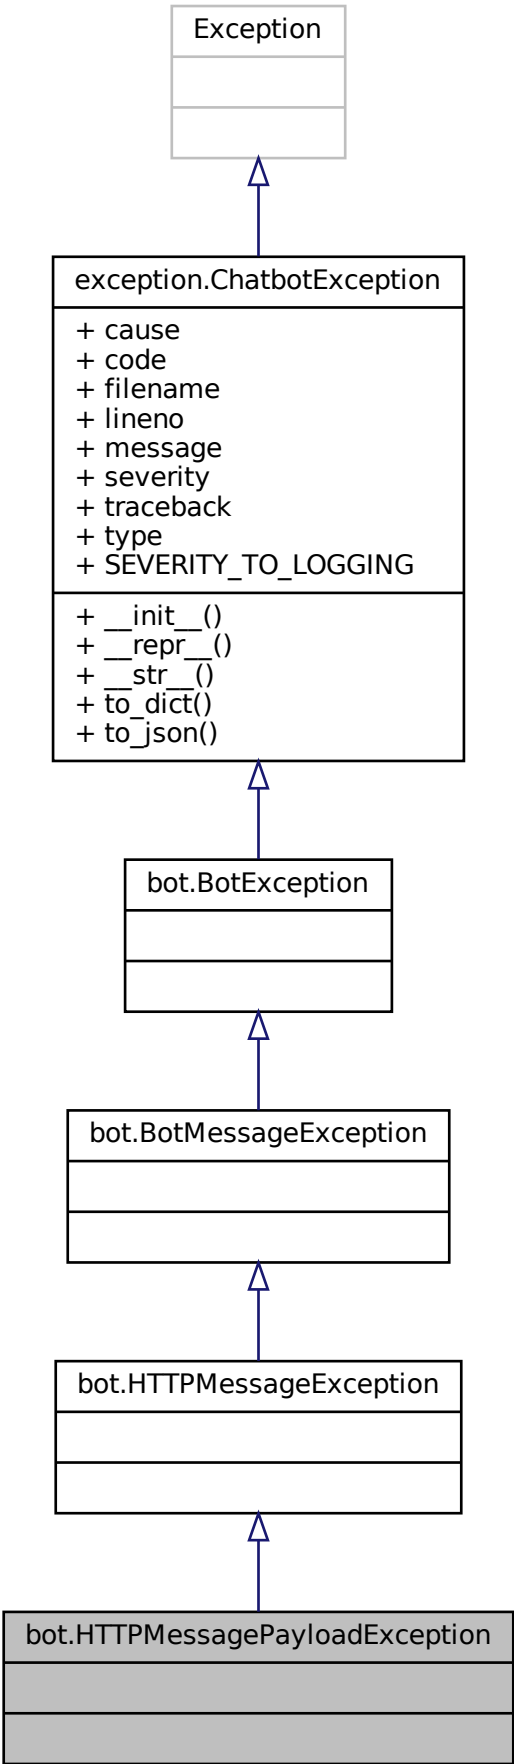 Exception
exception.ChatbotException
+ cause
+ code
+ filename
+ lineno
+ message
+ severity
+ traceback
+ type
+ SEVERITY_TO_LOGGING
+ __init__()
+ __repr__()
+ __str__()
+ to_dict()
+ to_json()
bot.BotException
bot.BotMessageException
bot.HTTPMessageException
bot.HTTPMessagePayloadException